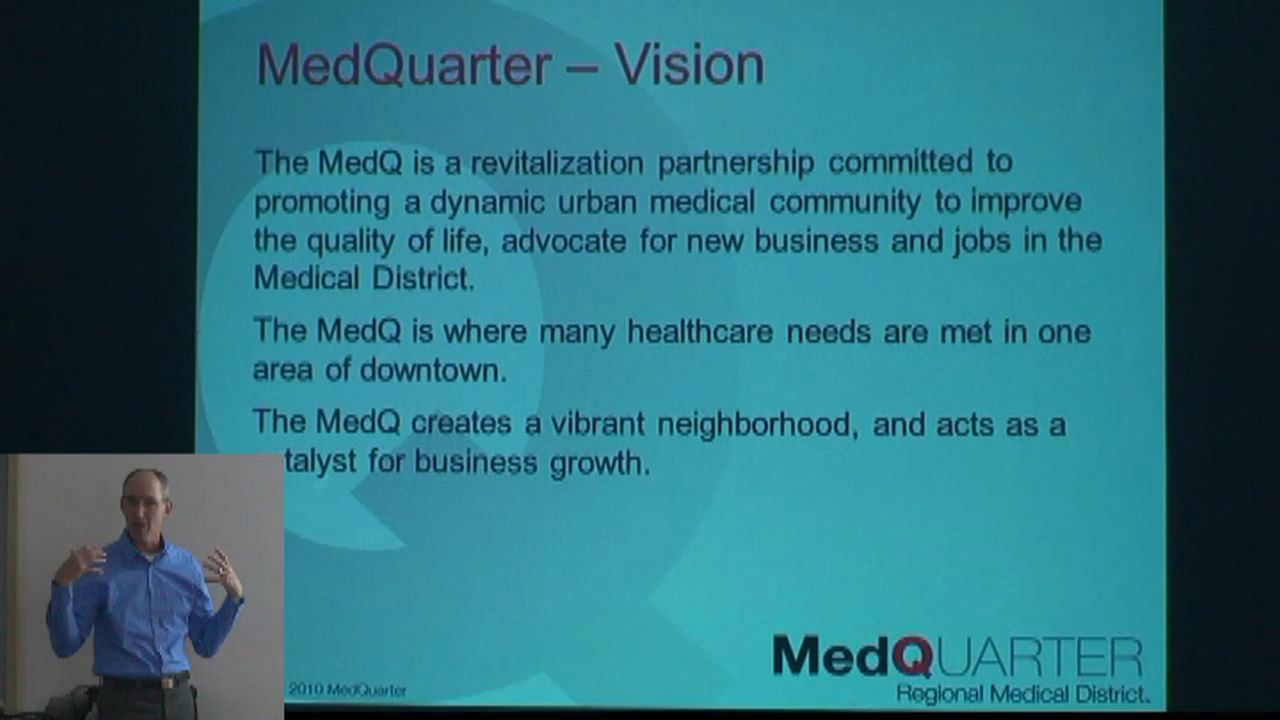 MedQuarter – Vision
The MedQ is a revitalization partnership committed to
promoting a dynamic urban medical community to improve
the quality of life, advocate for new business and jobs in the
Medical District.
The MedQ is where many healthcare needs are met in one
area of downtown.
The MedQ creates a vibrant neighborhood, and acts as a
talyst for business growth.
MedQUARTER
Regional Medical District.
2010 MedQuarter